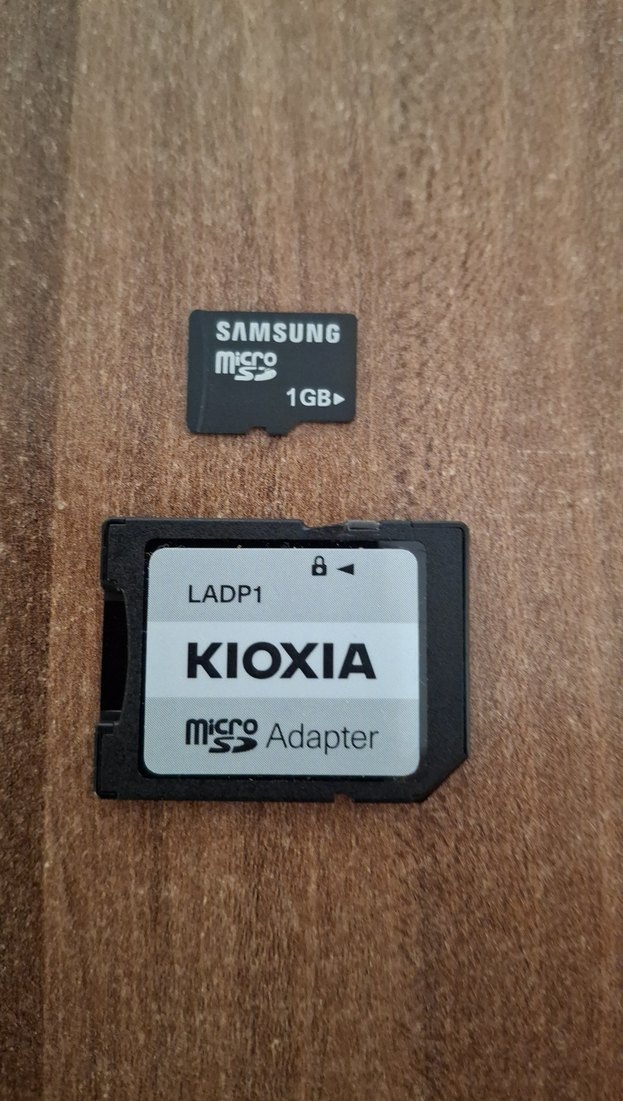 SAMSUNG
micro
SD
1GB
LADP1
KIOXIA
micro
SD Adapter